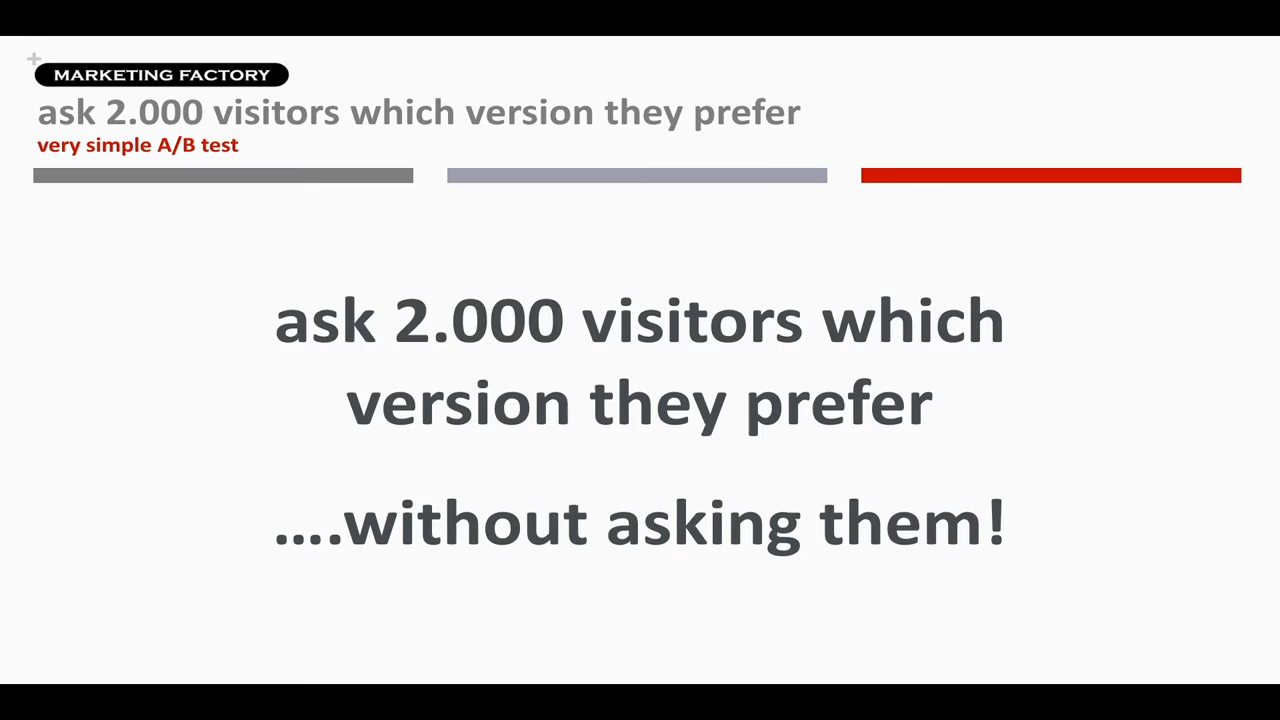 +
MARKETING FACTORY
ask 2.000 visitors which version they prefer
very simple A/B test
ask 2.000 visitors which
version they prefer
....without asking them!